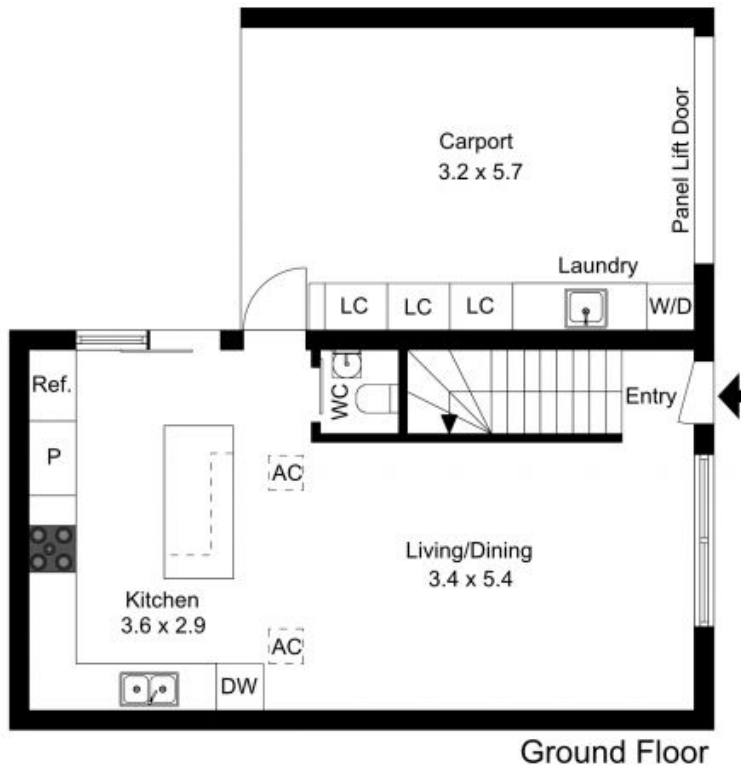 Carport
3.2 x 5.7
Panel Lift Door
Laundry
LC
LC
LC
W/D
Ref.
WC
Entry
P
AC
Living/Dining
3.4 x 5.4
Kitchen
3.6 x 2.9
AC
DW
Ground Floor